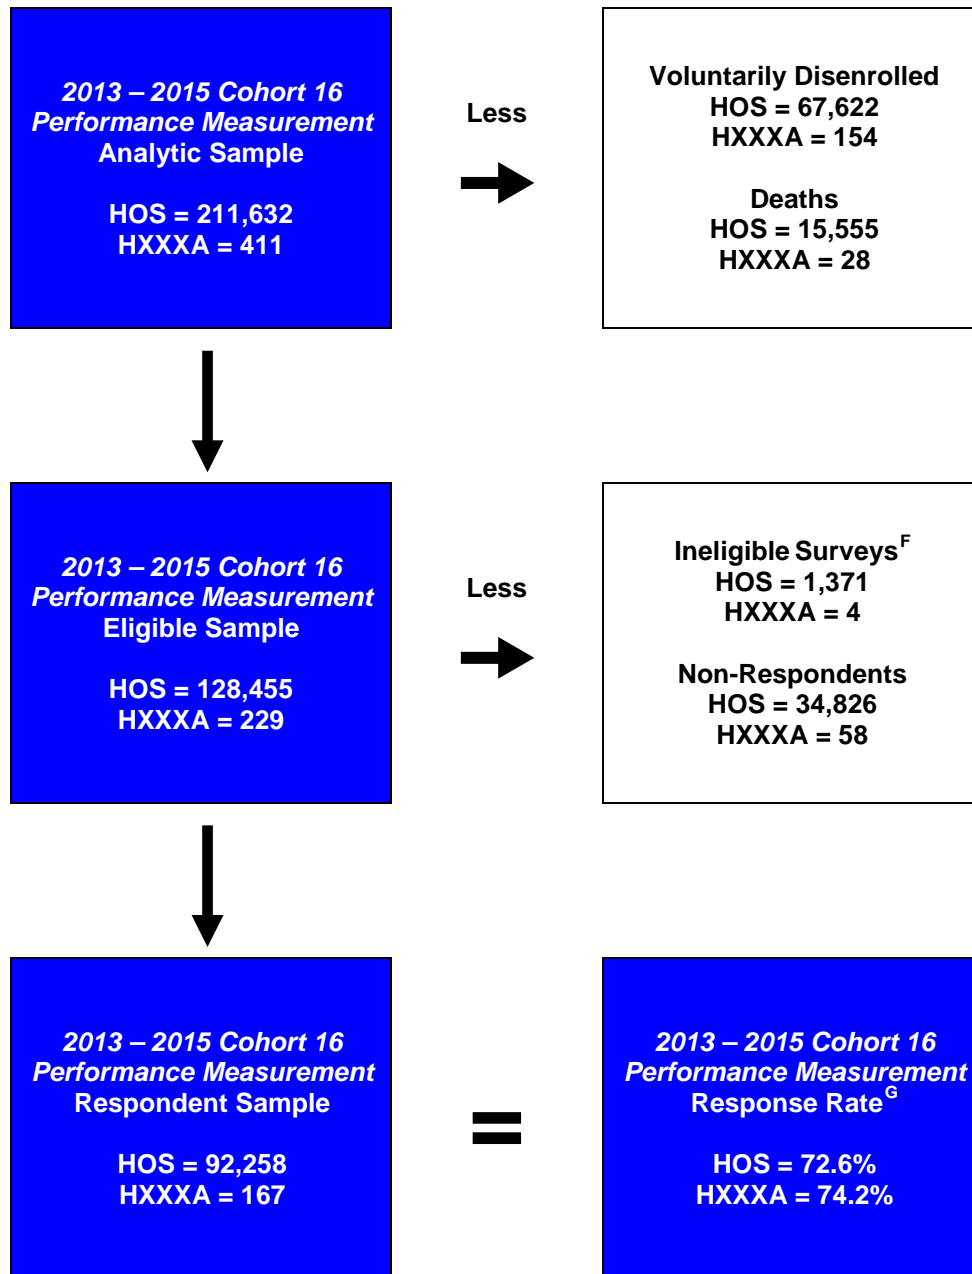 2013 – 2015 Cohort 16
Performance Measurement
Analytic Sample
HOS = 211,632
HXXXA = 411
Less
Voluntarily Disenrolled
HOS = 67,622
HXXXA = 154
Deaths
HOS = 15,555
HXXXA = 28
2013 – 2015 Cohort 16
Performance Measurement
Eligible Sample
HOS = 128,455
HXXXA = 229
Less
Ineligible Surveys F
HOS = 1,371
HXXXA = 4
Non-Respondents
HOS = 34,826
HXXXA = 58
2013 – 2015 Cohort 16
Performance Measurement
Respondent Sample
HOS = 92,258
HXXXA = 167
=
2013 – 2015 Cohort 16
Performance Measurement
Response Rate G
HOS = 72.6%
HXXXA = 74.2%